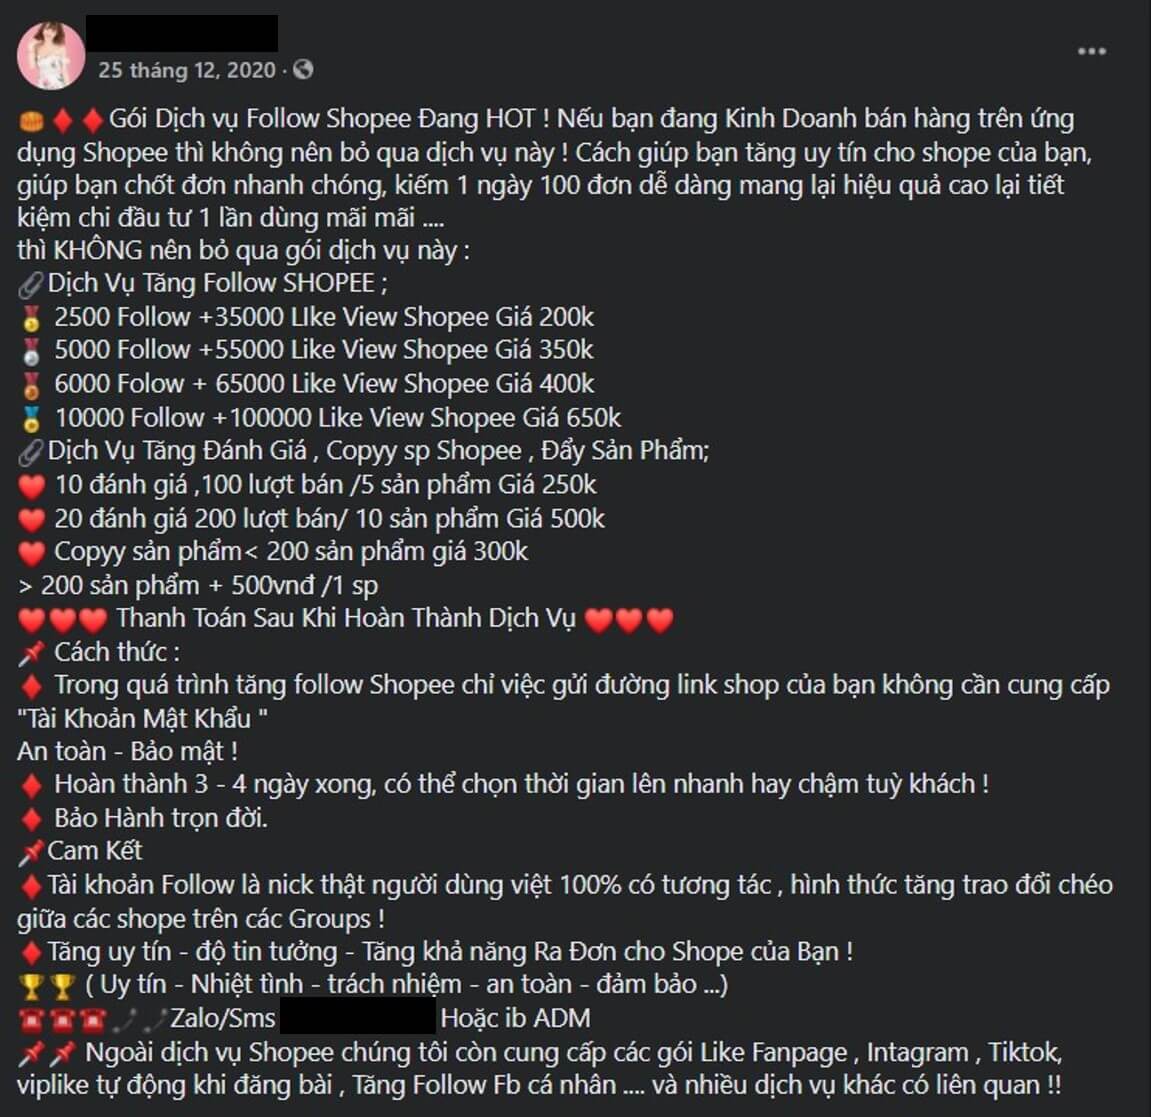 25 tháng 12, 2020 ·
🥮♦️♦️Gói Dịch vụ Follow Shopee Đang HOT ! Nếu bạn đang Kinh Doanh bán hàng trên ứng
dụng Shopee thì không nên bỏ qua dịch vụ này ! Cách giúp bạn tăng uy tín cho shope của bạn,
giúp bạn chốt đơn nhanh chóng, kiếm 1 ngày 100 đơn dễ dàng mang lại hiệu quả cao lại tiết
kiệm chi đầu tư 1 lần dùng mãi mãi ....
thì KHÔNG nên bỏ qua gói dịch vụ này :
🔗Dịch Vụ Tăng Follow SHOPEE ;
🥇 2500 Follow +35000 LIke View Shopee Giá 200k
🥈 5000 Follow +55000 Like View Shopee Giá 350k
🥉 6000 Folow + 65000 Like View Shopee Giá 400k
🏅 10000 Follow +100000 Like View Shopee Giá 650k
🔗Dịch Vụ Tăng Đánh Giá , Copyy sp Shopee , Đẩy Sản Phẩm;
❤️ 10 đánh giá ,100 lượt bán /5 sản phẩm Giá 250k
❤️ 20 đánh giá 200 lượt bán/ 10 sản phẩm Giá 500k
❤️ Copyy sản phẩm< 200 sản phẩm giá 300k
> 200 sản phẩm + 500vnđ /1 sp
❤️❤️❤️ Thanh Toán Sau Khi Hoàn Thành Dịch Vụ ❤️❤️❤️
📌 Cách thức :
♦️ Trong quá trình tăng follow Shopee chỉ việc gửi đường link shop của bạn không cần cung cấp
"Tài Khoản Mật Khẩu "
An toàn - Bảo mật !
♦️ Hoàn thành 3 - 4 ngày xong, có thể chọn thời gian lên nhanh hay chậm tuỳ khách !
♦️ Bảo Hành trọn đời.
📌Cam Kết
♦️Tài khoản Follow là nick thật người dùng việt 100% có tương tác , hình thức tăng trao đổi chéo
giữa các shope trên các Groups !
♦️Tăng uy tín - độ tin tưởng - Tăng khả năng Ra Đơn cho Shope của Bạn !
🏆🏆 ( Uy tín - Nhiệt tình - trách nhiệm - an toàn - đảm bảo ...)
☎️☎️☎️Zalo/Sms Hoặc ib ADM
📌📌 Ngoài dịch vụ Shopee chúng tôi còn cung cấp các gói Like Fanpage , Intagram , Tiktok,
viplike tự động khi đăng bài , Tăng Follow Fb cá nhân .... và nhiều dịch vụ khác có liên quan !!